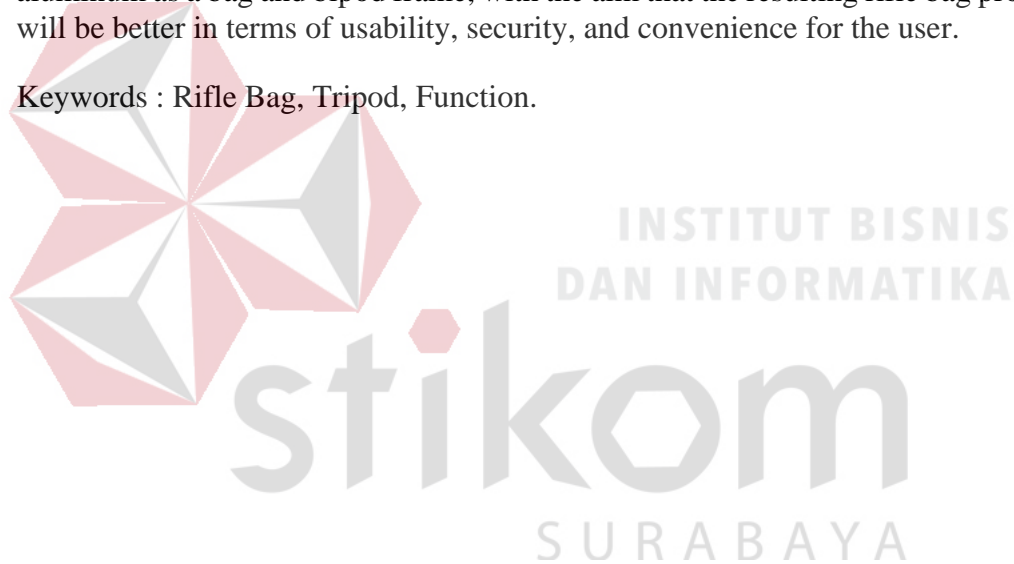 will be better in terms of usability, security, and convenience for the user.
Keywords : Rifle Bag, Tripod, Function.
INSTITUT BISNIS
DAN INFORMATIKA
stikom
SURABAYA